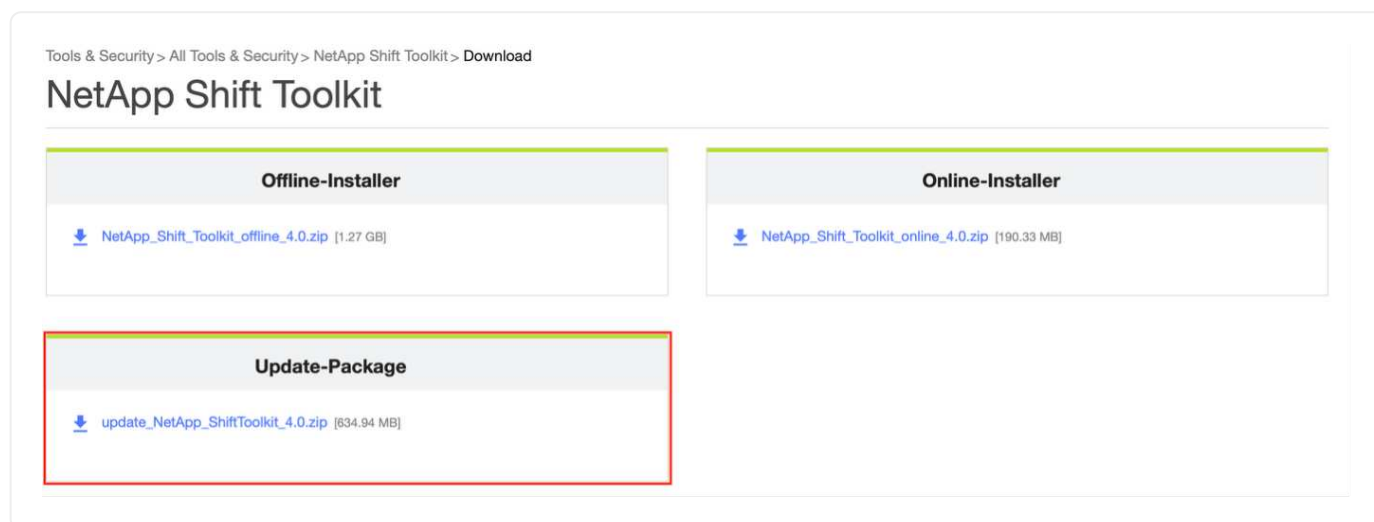 Tools & Security > All Tools & Security > NetApp Shift Toolkit > Download
NetApp Shift Toolkit
Offline-Installer
NetApp_Shift_Toolkit_offline_4.0.zip [1.27 GB]
Online-Installer
NetApp_Shift_Toolkit_online_4.0.zip [190.33 MB]
Update-Package
update_NetApp_ShiftToolkit_4.0.zip [634.94 MB]